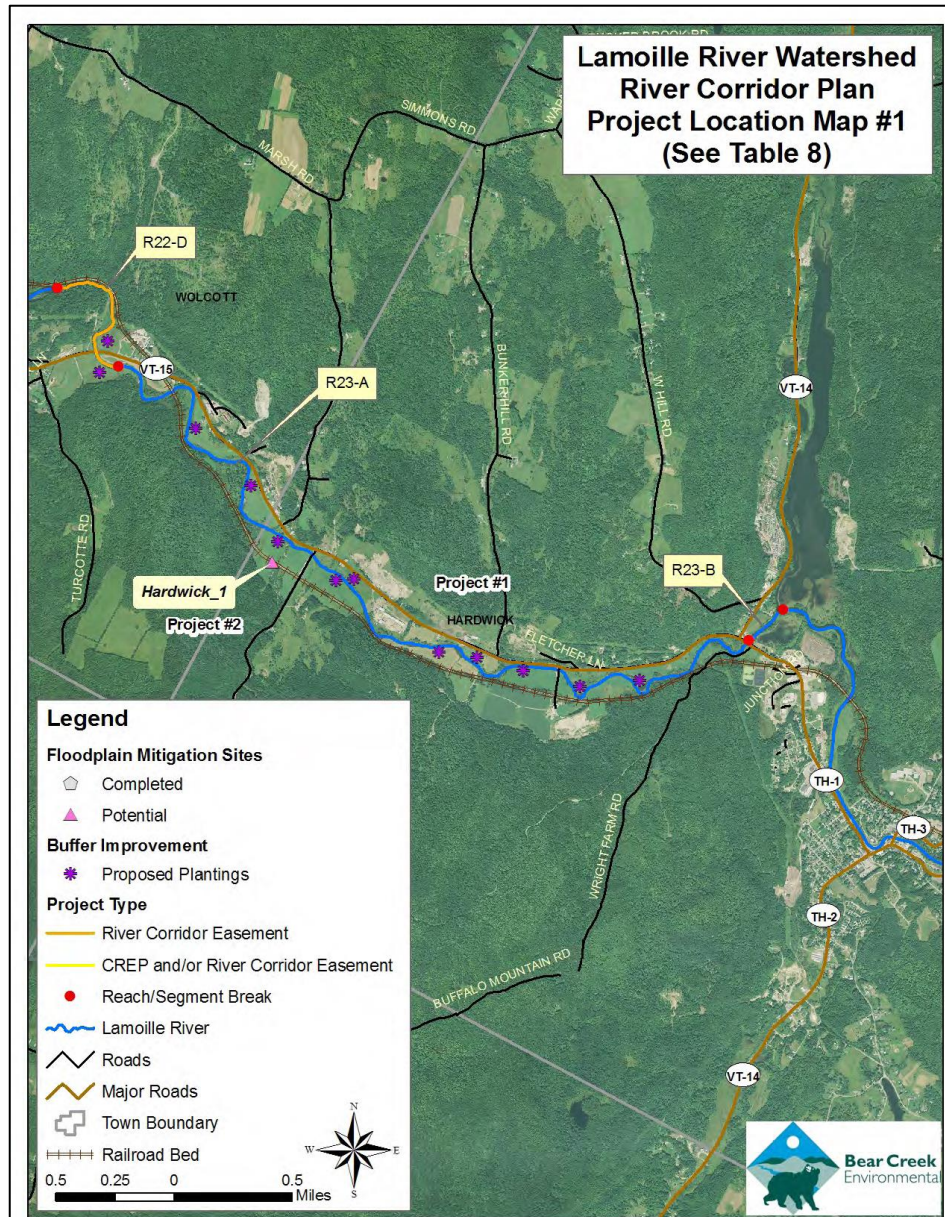 Lamoille River Watershed
River Corridor Plan
Project Location Map #1
(See Table 8)
SIMMONS RD
MARSH RD
R22-D
WOLCOTT
VT-15
R23-A
BUNKERHILL RD
W HILL RD
VT-14
TURCOTTE RD
Hardwick_1
Project #2
Project #1
HARDWICK
FLETCHER LN
R23-B
TH-1
TH-3
TH-2
WRIGHT FARM RD
BUFFALO MOUNTAIN RD
VT-14
Legend
Floodplain Mitigation Sites
Completed
Potential
Buffer Improvement
Proposed Plantings
Project Type
River Corridor Easement
CREP and/or River Corridor Easement
Reach/Segment Break
Lamoille River
Roads
Major Roads
Town Boundary
Railroad Bed
N
W E
S
0.5 0.25 0 0.5
Miles
Bear Creek
Environmental